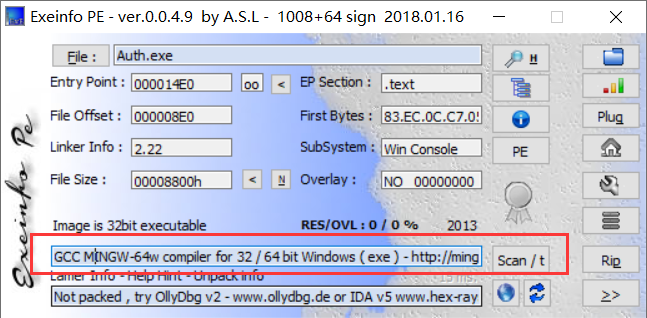 Exeinfo PE - ver.0.0.4.9  by A.S.L -  1008+64 sign  2018.01.16
File : Auth.exe H
Entry Point : 000014E0 oo < EP Section : .text
File Offset : 000008E0 First Bytes : 83.EC.0C.C7.0! Plug
Linker Info : 2.22 SubSystem : Win Console PE
File Size : 00008800h < N Overlay : NO 00000000
Image is 32bit executable RES/OVL : 0 / 0 % 2013
GCC MINGW-64w compiler for 32 / 64 bit Windows ( exe ) - http://ming Scan / t Rip
Lamer Info - Help Hint - Unpack info
Not packed , try OllyDbg v2 - www.ollydbg.de or IDA v5 www.hex-ray >>
Exeinfo Pe